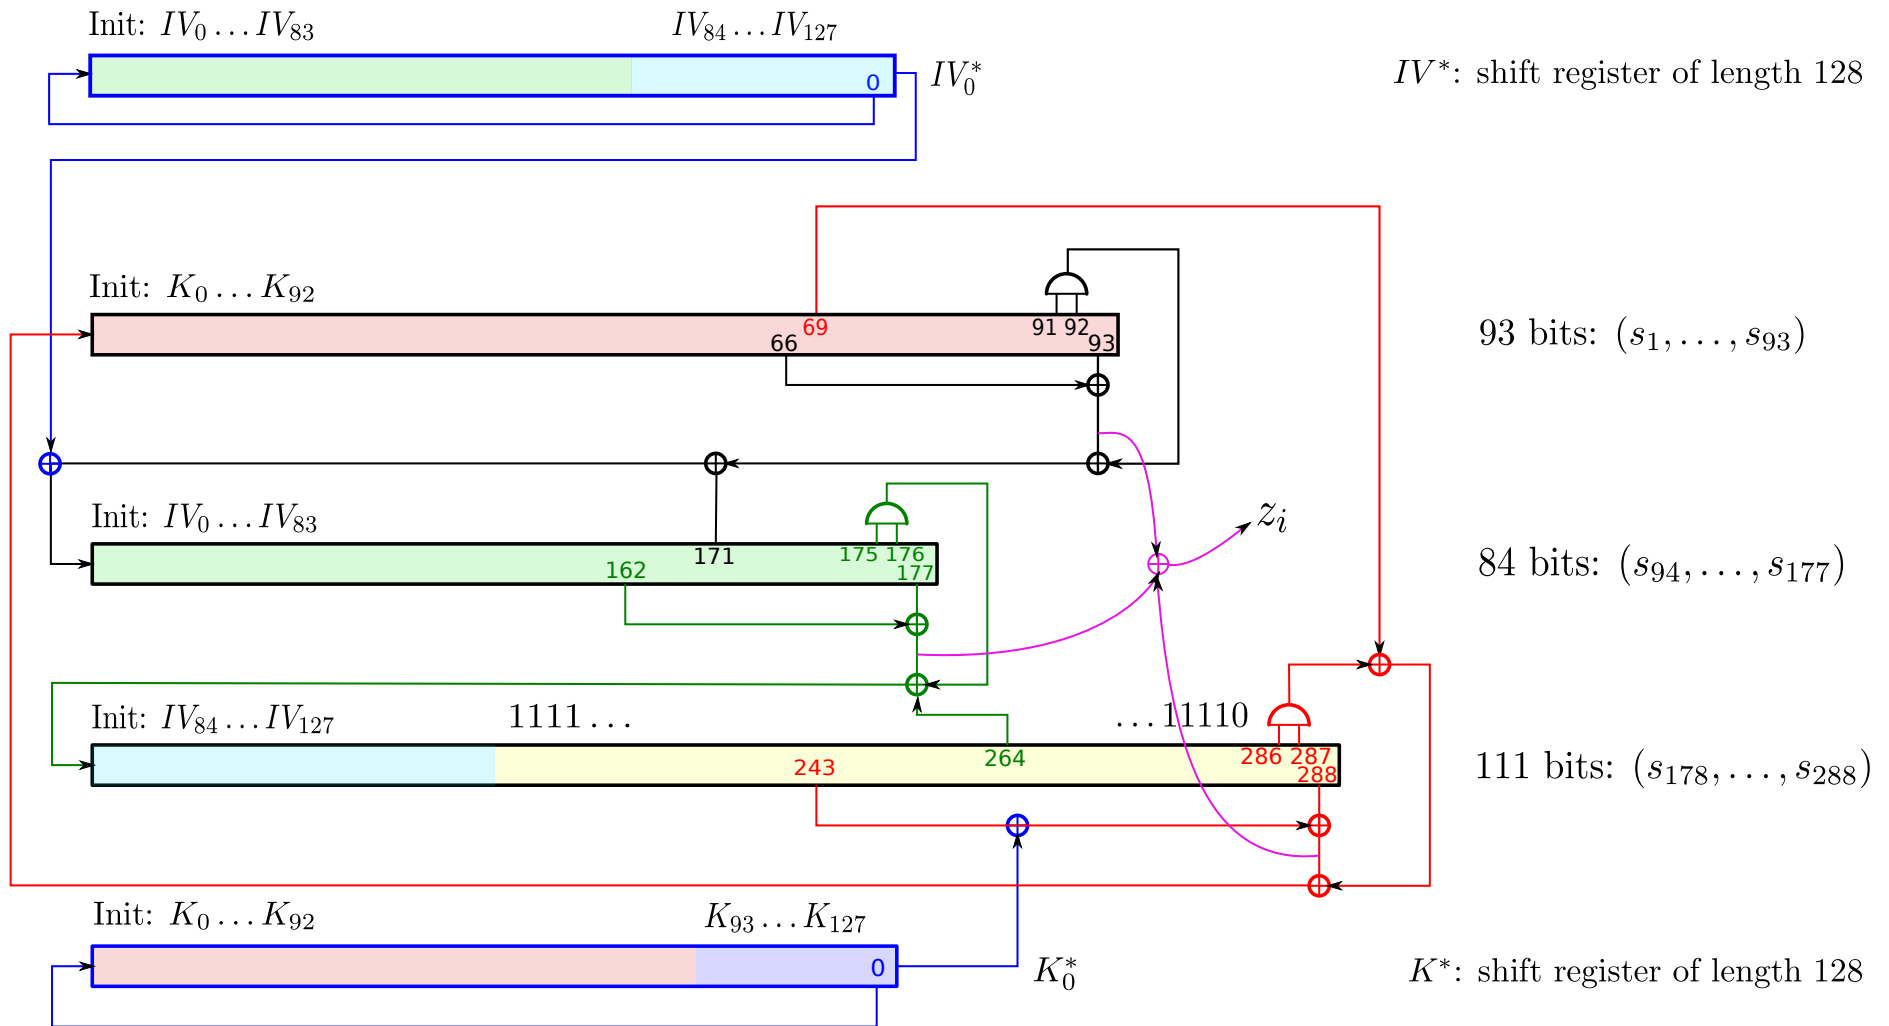 Init: IV₀ … IV₈₃ IV₈₄ … IV₁₂₇
0 IV₀* IV*: shift register of length 128
Init: K₀ … K₉₂
69 91 92
66 93 93 bits: (s₁, … , s₉₃)
Init: IV₀ … IV₈₃ zᵢ
171 175 176
162 177 84 bits: (s₉₄, … , s₁₇₇)
Init: IV₈₄ … IV₁₂₇ 1111 … … 11110
243 264 286 287
288 111 bits: (s₁₇₈, … , s₂₈₈)
Init: K₀ … K₉₂ K₉₃ … K₁₂₇
0 K₀* K*: shift register of length 128